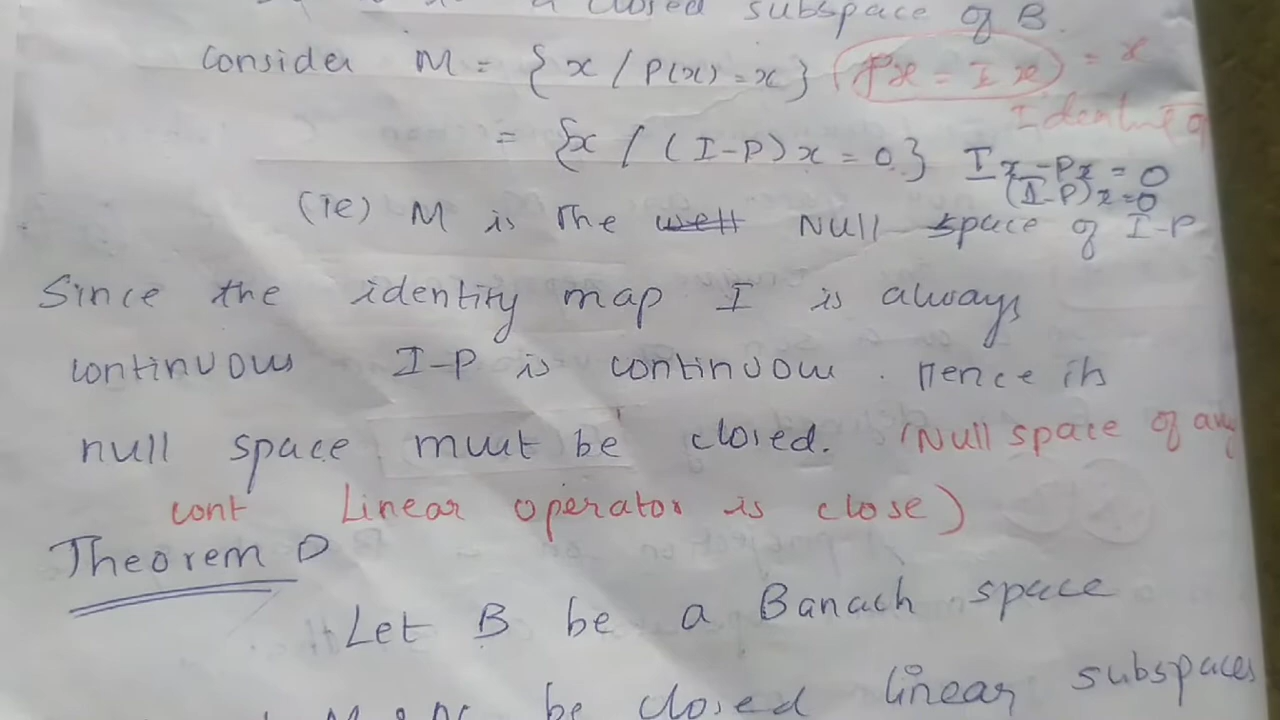 a closed subspace of B.
Consider M = {x / P(x) = x} (Px = I x) = x
Identity
= {x / (I-P)x = 0} Ix - Px = 0
(I-P)x = 0
(ie) M is the Null space of I-P
Since the identity map I is always
continuous I-P is continuous. Hence its
null space must be closed. (Null space of any
cont Linear operator is close)
Theorem D
Let B be a Banach space
be closed linear subspaces